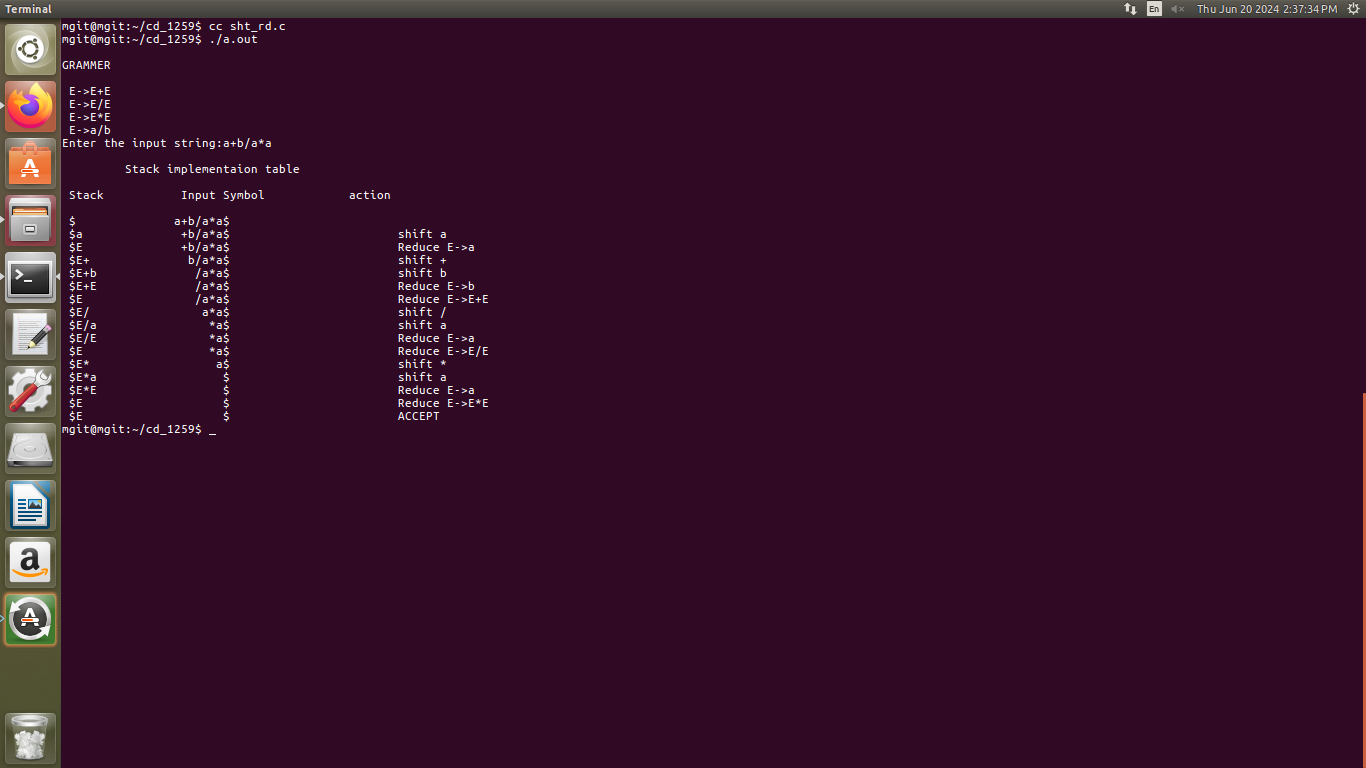 Terminal
En
Thu Jun 20 2024 2:37:34 PM
mgit@mgit:~/cd_1259$ cc sht_rd.c
mgit@mgit:~/cd_1259$ ./a.out
GRAMMER
E->E+E
E->E/E
E->E*E
E->a/b
Enter the input string:a+b/a*a
Stack implementaion table
Stack Input Symbol action
$ a+b/a*a$
$a +b/a*a$ shift a
$E +b/a*a$ Reduce E->a
$E+ b/a*a$ shift +
$E+b /a*a$ shift b
$E+E /a*a$ Reduce E->b
$E /a*a$ Reduce E->E+E
$E/ a*a$ shift /
$E/a *a$ shift a
$E/E *a$ Reduce E->a
$E *a$ Reduce E->E/E
$E* a$ shift *
$E*a $ shift a
$E*E $ Reduce E->a
$E $ Reduce E->E*E
$E $ ACCEPT
mgit@mgit:~/cd_1259$ _